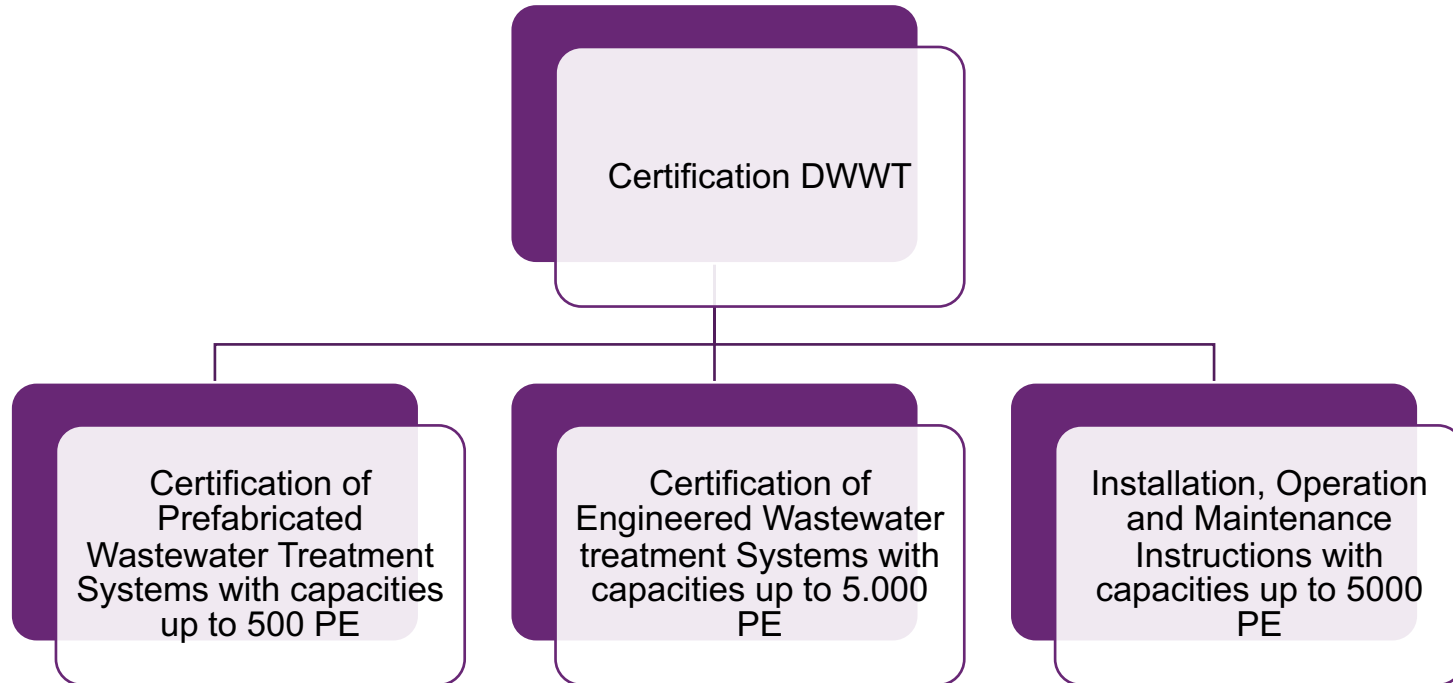 Certification DWWT
Certification of
Prefabricated
Wastewater Treatment
Systems with capacities
up to 500 PE
Certification of
Engineered Wastewater
treatment Systems with
capacities up to 5.000
PE
Installation, Operation
and Maintenance
Instructions with
capacities up to 5000
PE